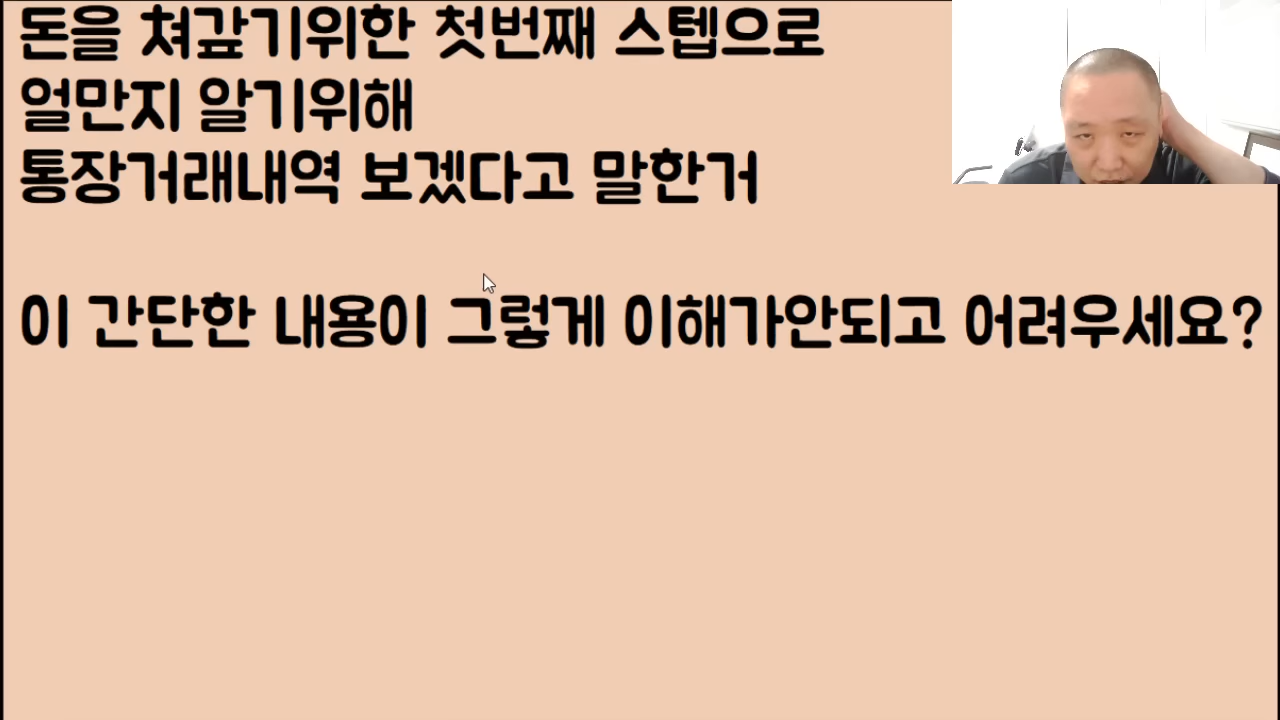 돈을 쳐갚기위한 첫번째 스텝으로
얼만지 알기위해
통장거래내역 보겠다고 말한거
이 간단한 내용이 그렇게 이해가안되고 어려우세요?